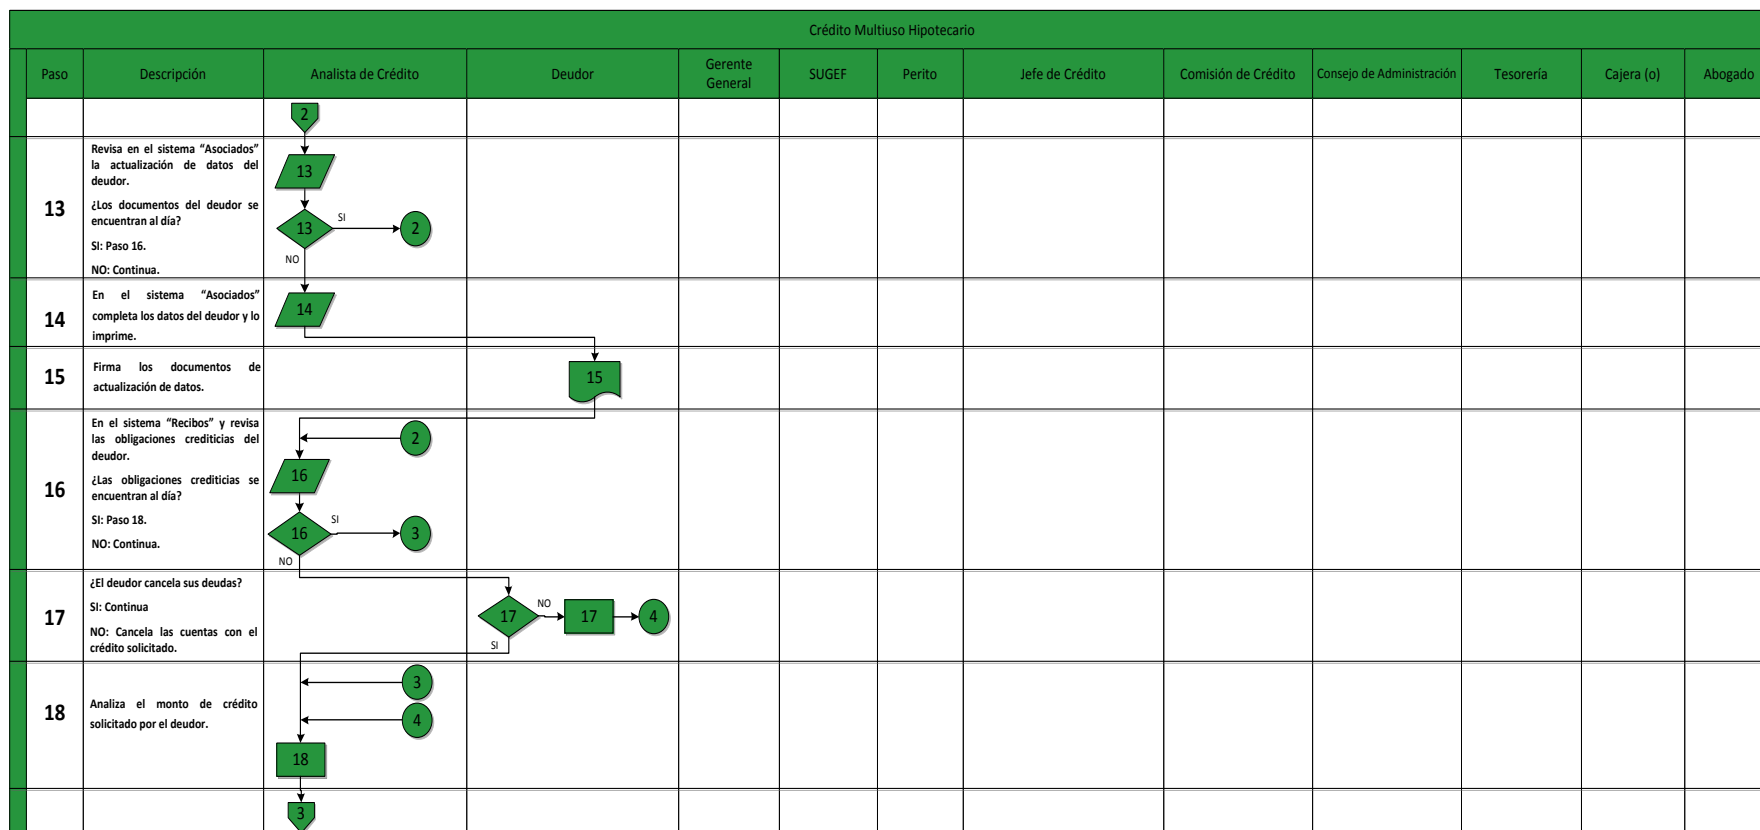 Crédito Multiuso Hipotecario
Paso
Descripción
Analista de Crédito
Deudor
Gerente
General
SUGEF
Perito
Jefe de Crédito
Comisión de Crédito
Consejo de Administración
Tesorería
Cajera (o)
Abogado
2
13
Revisa en el sistema “Asociados”
la actualización de datos del
deudor.
¿Los documentos del deudor se
encuentran al día?
SI: Paso 16.
NO: Continua.
13
13
SI
2
NO
14
En el sistema “Asociados”
completa los datos del deudor y lo
imprime.
14
15
Firma los documentos de
actualización de datos.
15
16
En el sistema “Recibos” y revisa
las obligaciones crediticias del
deudor.
¿Las obligaciones crediticias se
encuentran al día?
SI: Paso 18.
NO: Continua.
2
16
16
SI
3
NO
17
¿El deudor cancela sus deudas?
SI: Continua
NO: Cancela las cuentas con el
crédito solicitado.
17
NO
17
4
SI
18
Analiza el monto de crédito
solicitado por el deudor.
3
4
18
3